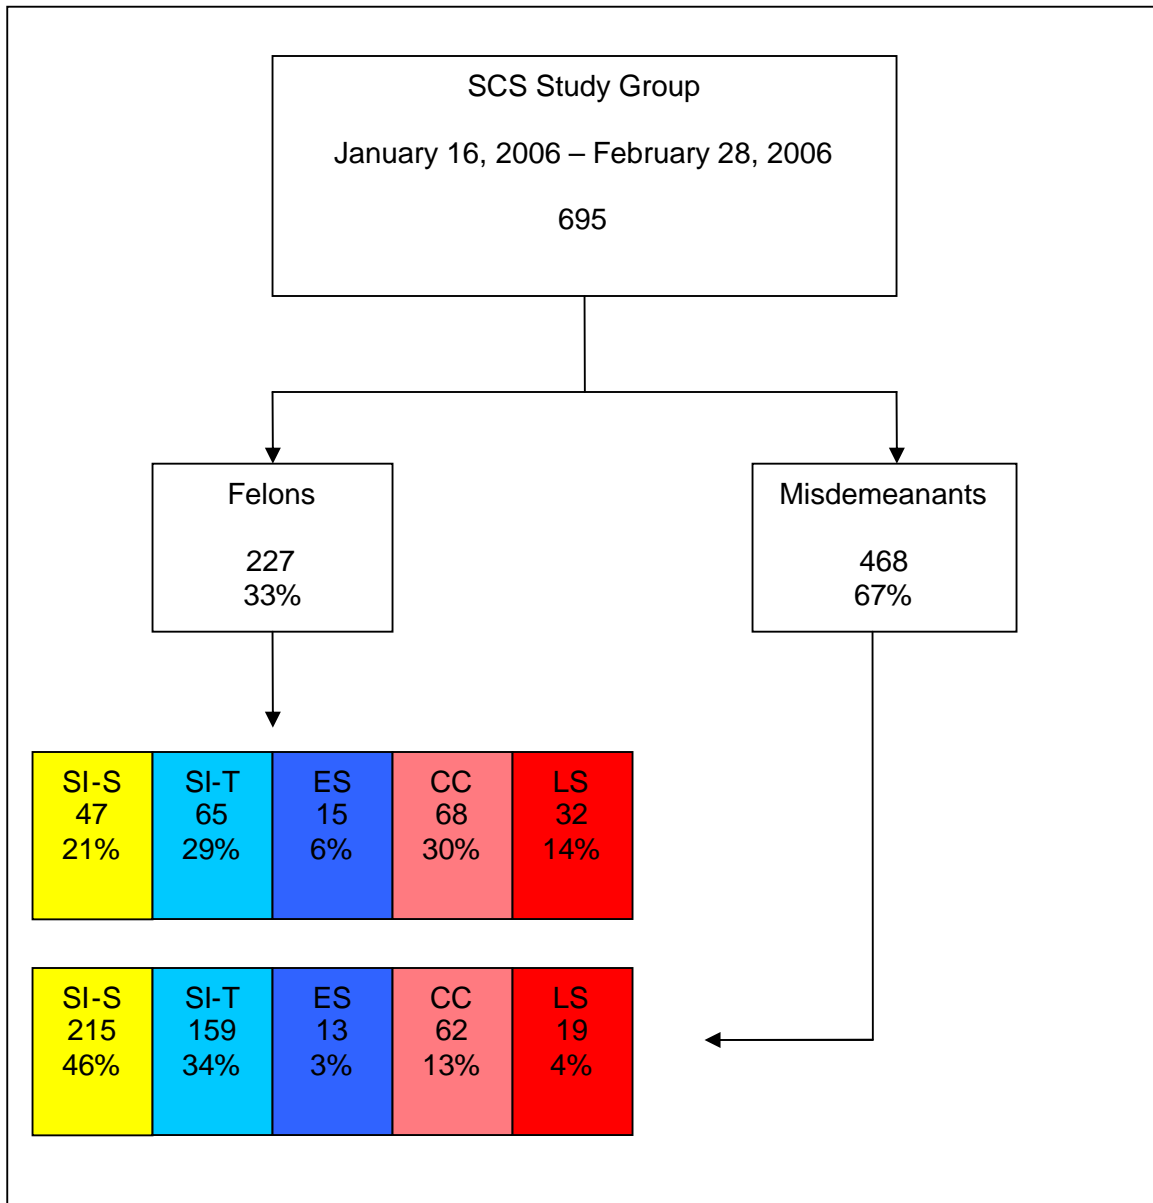 SCS Study Group
January 16, 2006 – February 28, 2006
695
Felons
227
33%
Misdemeanants
468
67%
SI-S
47
21%
SI-T
65
29%
ES
15
6%
CC
68
30%
LS
32
14%
SI-S
215
46%
SI-T
159
34%
ES
13
3%
CC
62
13%
LS
19
4%